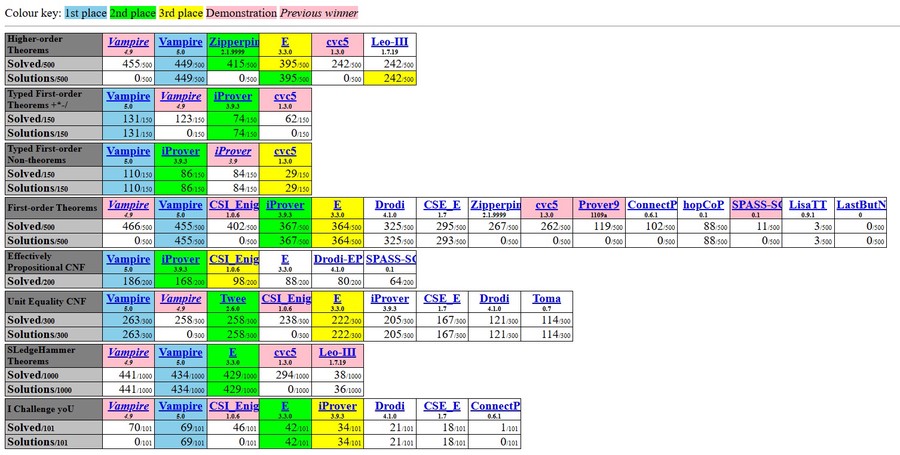 Colour key: 1st place 2nd place 3rd place Demonstration Previous winner
Higher-order Theorems Vampire 4.9 Vampire 5.0 Zipperpin 2.1.9999 E 3.3.0 cvc5 1.3.0 Leo-III 1.7.19
Solved/500 455/500 449/500 415/500 395/500 242/500 242/500
Solutions/500 0/500 449/500 0/500 395/500 0/500 242/500
Typed First-order Theorems +*-/ Vampire 5.0 Vampire 4.9 iProver 3.9.3 cvc5 1.3.0
Solved/150 131/150 123/150 74/150 62/150
Solutions/150 131/150 0/150 74/150 0/150
Typed First-order Non-theorems Vampire 5.0 iProver 3.9.3 iProver 3.9 cvc5 1.3.0
Solved/150 110/150 86/150 84/150 29/150
Solutions/150 110/150 86/150 84/150 29/150
First-order Theorems Vampire 4.9 Vampire 5.0 CSI_Enig 1.0.6 iProver 3.9.3 E 3.3.0 Drodi 4.1.0 CSE_E 1.7 Zipperpin 2.1.9999 cvc5 1.3.0 Prover9 1109a ConnectP 0.6.1 hopCoP 0.1 SPASS-SC 0.1 LisaTT 0.9.1 LastButN 0
Solved/500 466/500 455/500 402/500 367/500 364/500 325/500 295/500 267/500 262/500 119/500 102/500 88/500 11/500 3/500 0/500
Solutions/500 0/500 455/500 0/500 367/500 364/500 325/500 293/500 0/500 0/500 0/500 0/500 88/500 0/500 3/500 0/500
Effectively Propositional CNF Vampire 5.0 iProver 3.9.3 CSI_Enig 1.0.6 E 3.3.0 Drodi-EP 4.1.0 SPASS-SC 0.1
Solved/200 186/200 168/200 98/200 88/200 80/200 64/200
Unit Equality CNF Vampire 5.0 Vampire 4.9 Twee 2.6.0 CSI_Enig 1.0.6 E 3.3.0 iProver 3.9.3 CSE_E 1.7 Drodi 4.1.0 Toma 0.7
Solved/300 263/300 258/300 258/300 238/300 222/300 205/300 167/300 121/300 114/300
Solutions/300 263/300 0/300 258/300 0/300 222/300 205/300 167/300 121/300 114/300
SLedgeHammer Theorems Vampire 4.9 Vampire 5.0 E 3.3.0 cvc5 1.3.0 Leo-III 1.7.19
Solved/1000 441/1000 434/1000 429/1000 294/1000 38/1000
Solutions/1000 441/1000 434/1000 429/1000 0/1000 36/1000
I Challenge yoU Vampire 4.9 Vampire 5.0 CSI_Enig 1.0.6 E 3.3.0 iProver 3.9.3 Drodi 4.1.0 CSE_E 1.7 ConnectP 0.6.1
Solved/101 70/101 69/101 46/101 42/101 34/101 21/101 18/101 1/101
Solutions/101 0/101 69/101 0/101 42/101 34/101 21/101 18/101 0/101